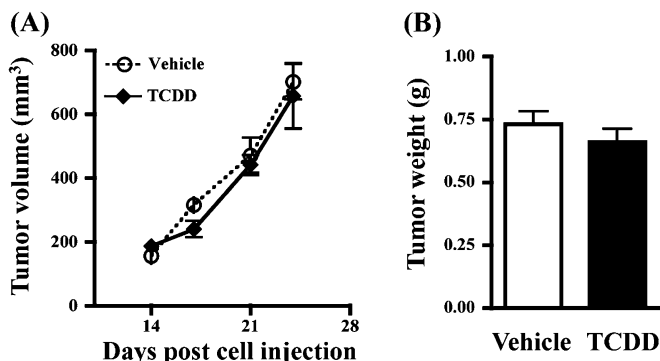 (A)
Tumor volume (mm³)
800
600
400
200
0
Vehicle
TCDD
14
21
28
Days post cell injection
(B)
Tumor weight (g)
1.00
0.75
0.50
0.25
0.00
Vehicle
TCDD